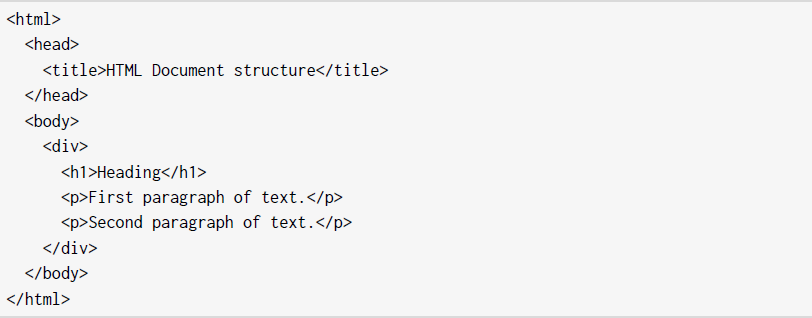 <html>
  <head>
    <title>HTML Document structure</title>
  </head>
  <body>
    <div>
      <h1>Heading</h1>
      <p>First paragraph of text.</p>
      <p>Second paragraph of text.</p>
    </div>
  </body>
</html>